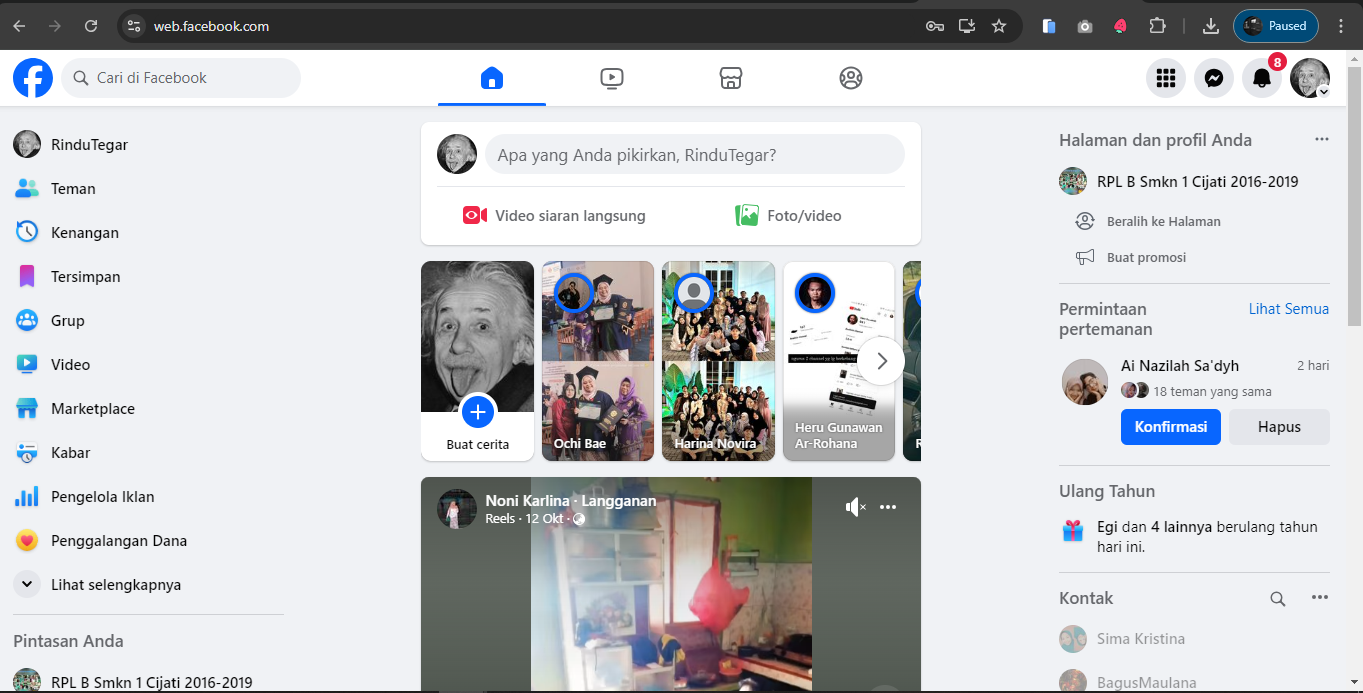 web.facebook.com
Paused
Cari di Facebook
8
RinduTegar
Teman
Kenangan
Tersimpan
Grup
Video
Marketplace
Kabar
Pengelola Iklan
Penggalangan Dana
Lihat selengkapnya
Pintasan Anda
RPL B Smkn 1 Cijati 2016-2019
Apa yang Anda pikirkan, RinduTegar?
Video siaran langsung
Foto/video
Buat cerita
Ochi Bae
Harina Novira
Heru Gunawan
Ar-Rohana
Noni Karlina · Langganan
Reels · 12 Okt ·
Halaman dan profil Anda
RPL B Smkn 1 Cijati 2016-2019
Beralih ke Halaman
Buat promosi
Permintaan
pertemanan
Lihat Semua
Ai Nazilah Sa'dyh
2 hari
18 teman yang sama
Konfirmasi
Hapus
Ulang Tahun
Egi dan 4 lainnya berulang tahun
hari ini.
Kontak
Sima Kristina
BagusMaulana